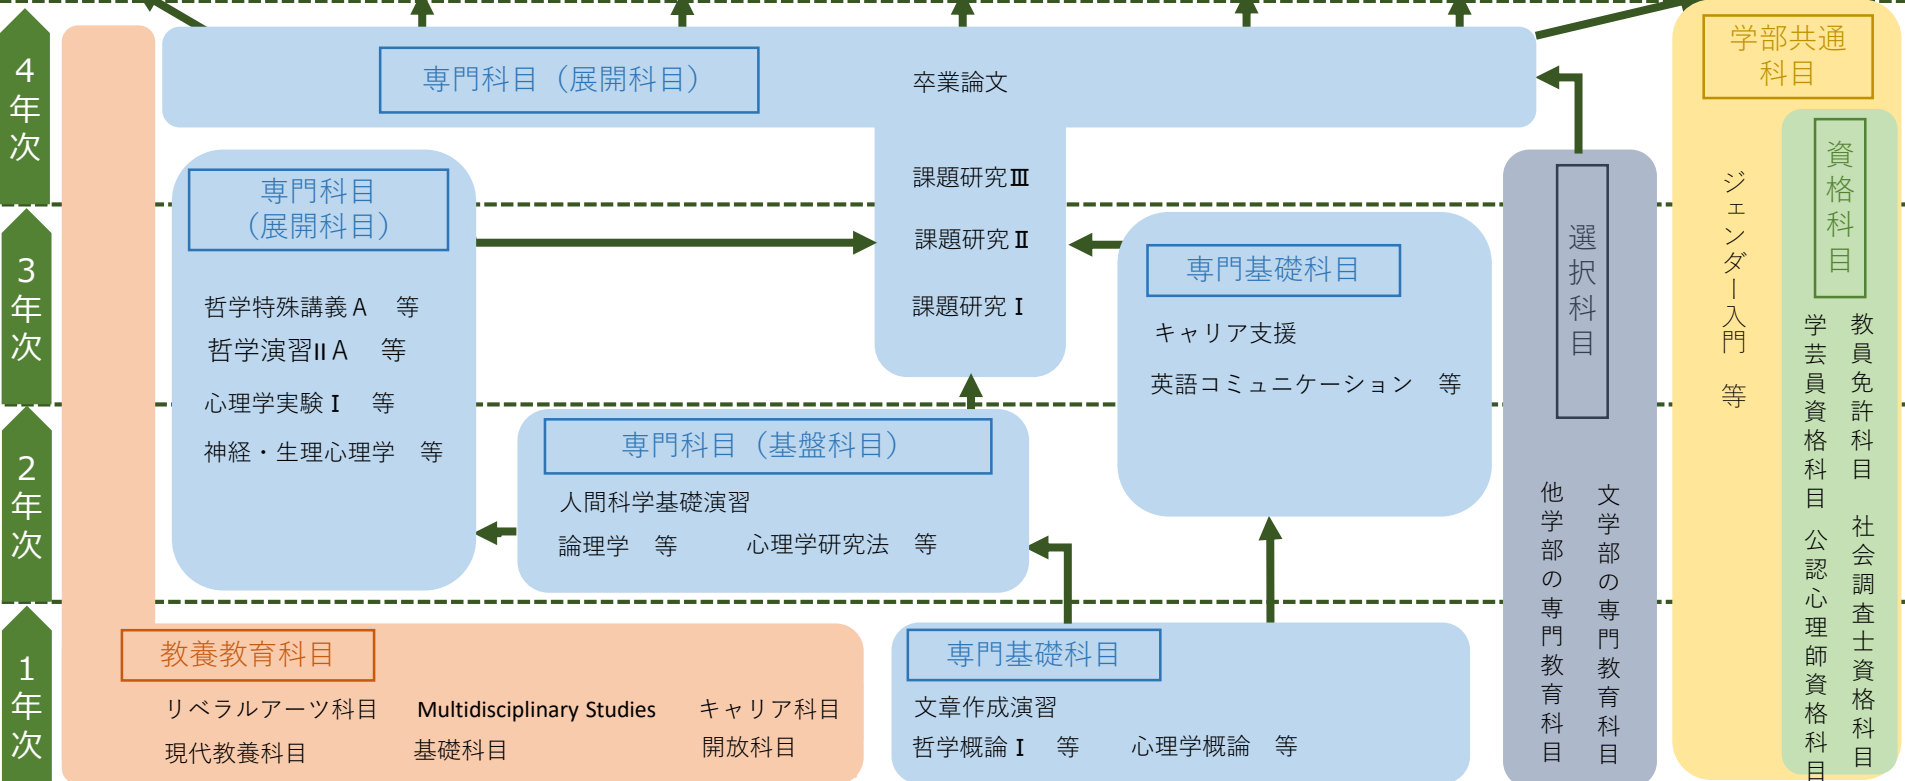 4年次
専門科目（展開科目）
卒業論文
学部共通
科目
専門科目
（展開科目）
課題研究Ⅲ
資格科目
3年次
課題研究Ⅱ
課題研究Ⅰ
哲学特殊講義A 等
哲学演習ⅡA 等
心理学実験Ⅰ 等
神経・生理心理学 等
専門基礎科目
キャリア支援
英語コミュニケーション 等
選択科目
文学部の専門教育科目
他学部の専門教育科目
ジェンダー入門 等
教員免許科目 社会調査士資格科目
学芸員資格科目 公認心理師資格科目
2年次
専門科目（基盤科目）
人間科学基礎演習
論理学 等 心理学研究法 等
1年次
教養教育科目
リベラルアーツ科目 Multidisciplinary Studies キャリア科目
現代教養科目 基礎科目 開放科目
専門基礎科目
文章作成演習
哲学概論Ⅰ 等 心理学概論 等